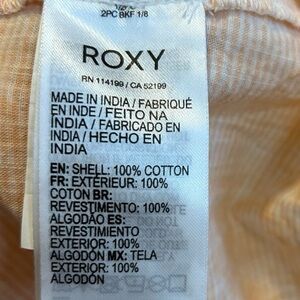 2PC BKF 1/8
ROXY
RN 114199 / CA 52199
MADE IN INDIA / FABRIQUÉ
EN INDE / FEITO NA
INDIA / FABRICADO EN
INDIA / HECHO EN
INDIA
EN: SHELL: 100% COTTON
FR: EXTÉRIEUR: 100%
COTON BR:
REVESTIMENTO: 100%
ALGODÃO ES:
REVESTIMIENTO
EXTERIOR: 100%
ALGODÓN MX: TELA
EXTERIOR: 100%
ALGODÓN